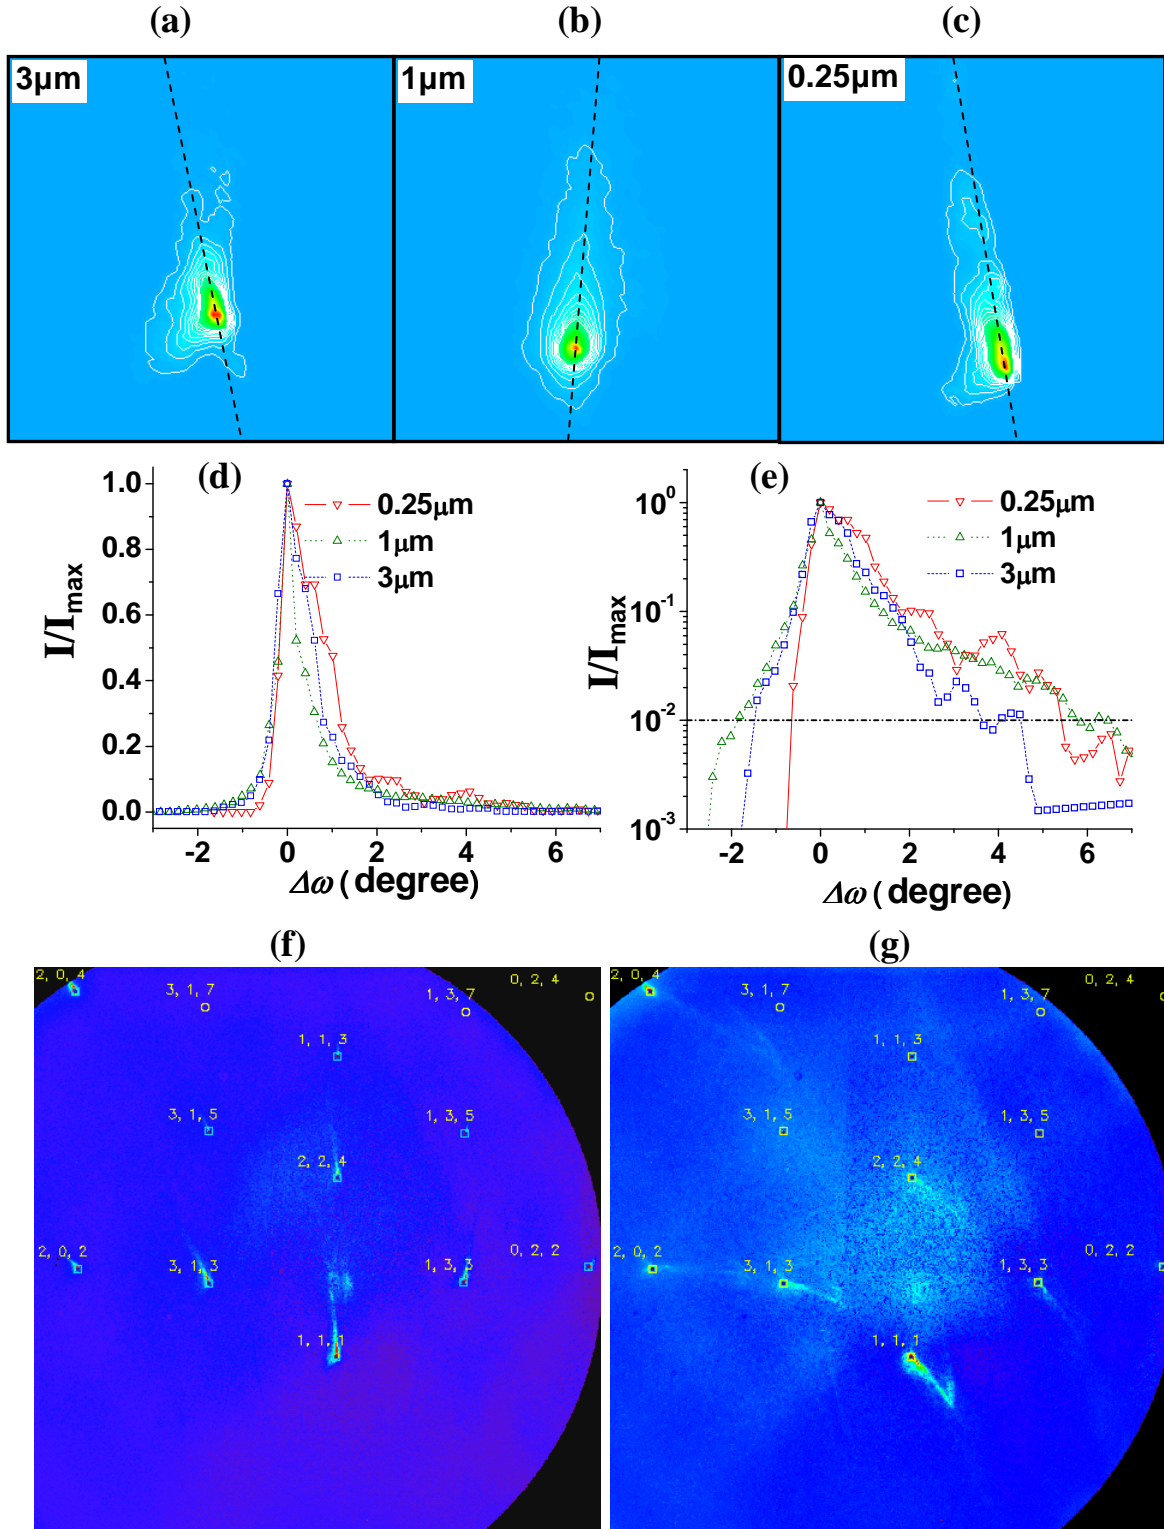 (a) (b) (c)
3μm 1μm 0.25μm
(d) (e)
1.0
0.8
0.6
0.4
0.2
0.0
I/Imax
0.25μm
1μm
3μm
-2 0 2 4 6
Δω ( degree)
10^0
10^-1
10^-2
10^-3
I/Imax
0.25μm
1μm
3μm
-2 0 2 4 6
Δω ( degree)
(f) (g)
2, 0, 4
3, 1, 7
1, 3, 7
0, 2, 4
1, 1, 3
3, 1, 5
1, 3, 5
2, 2, 4
2, 0, 2
3, 1, 3
1, 3, 3
0, 2, 2
1, 1, 1
2, 0, 4
3, 1, 7
1, 3, 7
0, 2, 4
1, 1, 3
3, 1, 5
1, 3, 5
2, 2, 4
2, 0, 2
3, 1, 3
1, 3, 3
0, 2, 2
1, 1, 1